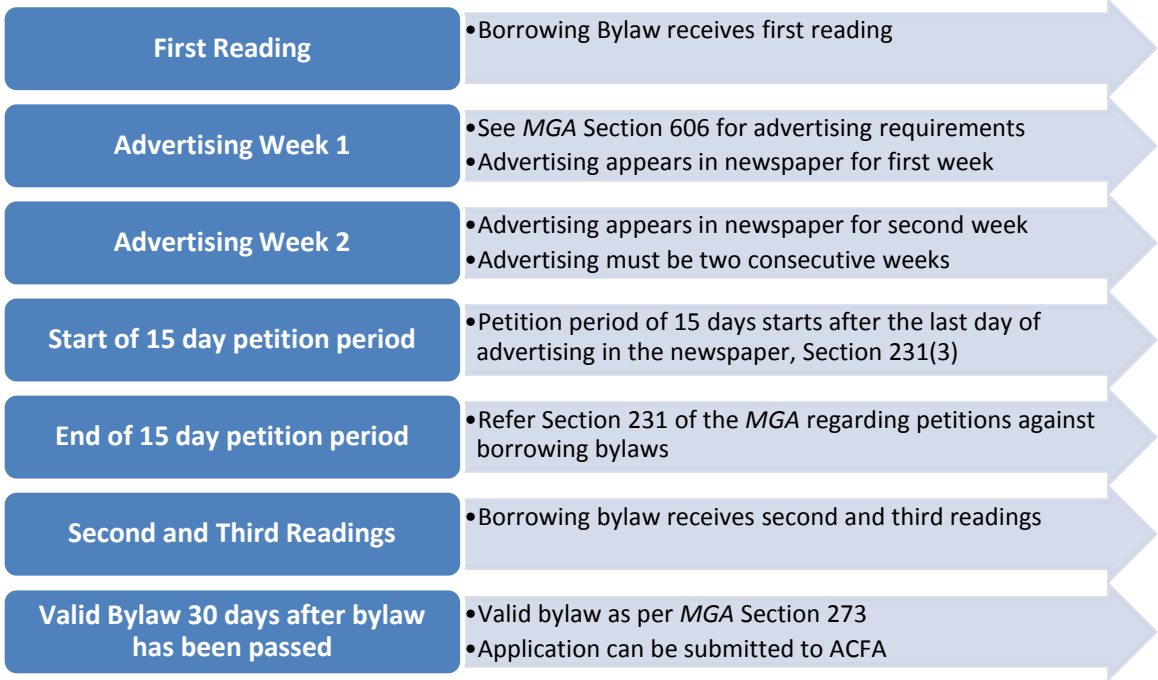 First Reading
•Borrowing Bylaw receives first reading
Advertising Week 1
•See MGA Section 606 for advertising requirements
•Advertising appears in newspaper for first week
Advertising Week 2
•Advertising appears in newspaper for second week
•Advertising must be two consecutive weeks
Start of 15 day petition period
•Petition period of 15 days starts after the last day of
advertising in the newspaper, Section 231(3)
End of 15 day petition period
•Refer Section 231 of the MGA regarding petitions against
borrowing bylaws
Second and Third Readings
•Borrowing bylaw receives second and third readings
Valid Bylaw 30 days after bylaw
has been passed
•Valid bylaw as per MGA Section 273
•Application can be submitted to ACFA